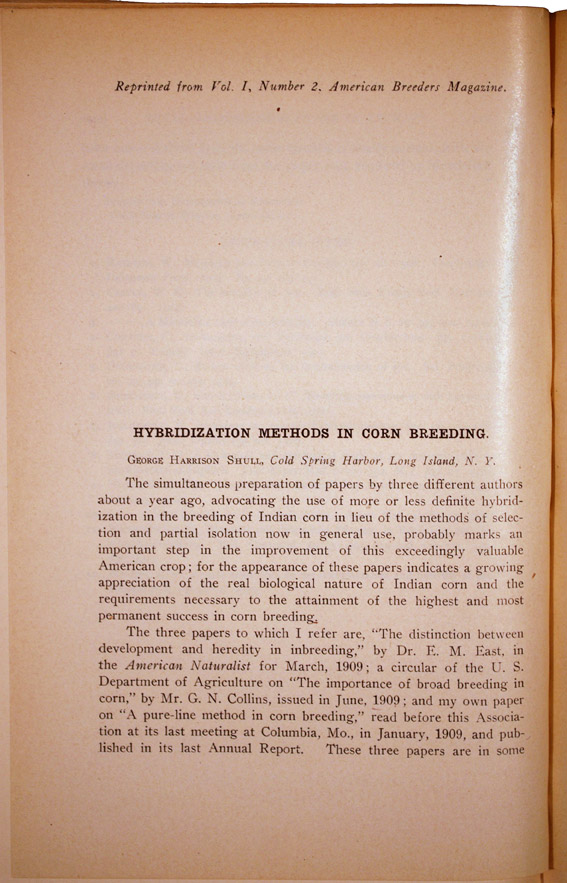 Reprinted from Vol. I, Number 2, American Breeders Magazine.
HYBRIDIZATION METHODS IN CORN BREEDING.
GEORGE HARRISON SHULL, Cold Spring Harbor, Long Island, N. Y.
The simultaneous preparation of papers by three different authors
about a year ago, advocating the use of more or less definite hybrid-
ization in the breeding of Indian corn in lieu of the methods of selec-
tion and partial isolation now in general use, probably marks an
important step in the improvement of this exceedingly valuable
American crop; for the appearance of these papers indicates a growing
appreciation of the real biological nature of Indian corn and the
requirements necessary to the attainment of the highest and most
permanent success in corn breeding.
The three papers to which I refer are, "The distinction between
development and heredity in inbreeding," by Dr. E. M. East, in
the American Naturalist for March, 1909; a circular of the U. S.
Department of Agriculture on "The importance of broad breeding in
corn," by Mr. G. N. Collins, issued in June, 1909; and my own paper
on "A pure-line method in corn breeding," read before this Associa-
tion at its last meeting at Columbia, Mo., in January, 1909, and pub-
lished in its last Annual Report. These three papers are in some